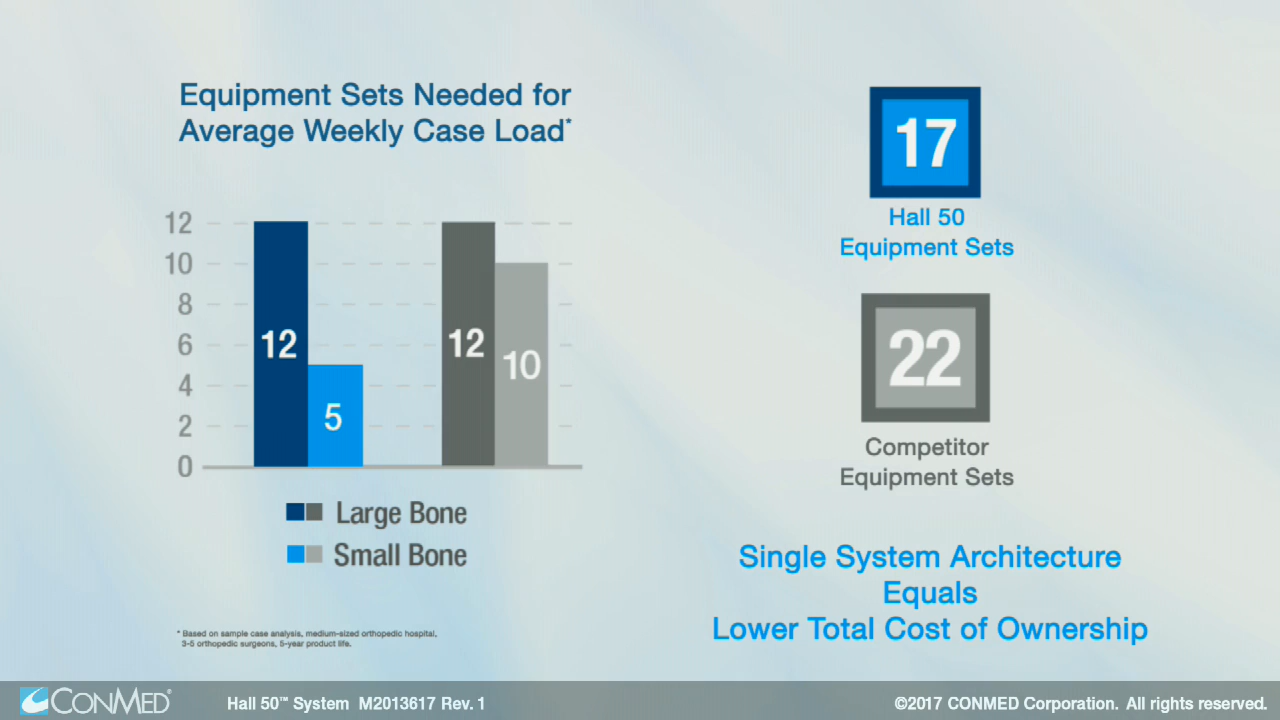 Equipment Sets Needed for
Average Weekly Case Load*
12
10
8
6
4
2
0
12
5
12
10
Large Bone
Small Bone
* Based on sample case analysis, medium-sized orthopedic hospital,
3-5 orthopedic surgeons, 5-year product life.
17
Hall 50
Equipment Sets
22
Competitor
Equipment Sets
Single System Architecture
Equals
Lower Total Cost of Ownership
CONMED®
Hall 50™ System M2013617 Rev. 1
©2017 CONMED Corporation. All rights reserved.